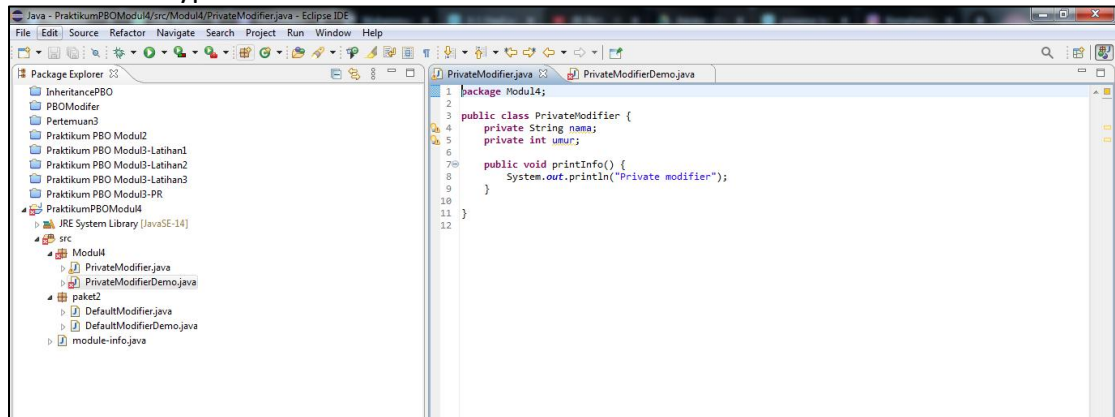 Java - PraktikumPBOModul4/src/Modul4/PrivateModifier.java - Eclipse IDE
File Edit Source Refactor Navigate Search Project Run Window Help
Package Explorer
InheritancePBO
PBOModifer
Pertemuan3
Praktikum PBO Modul2
Praktikum PBO Modul3-Latihan1
Praktikum PBO Modul3-Latihan2
Praktikum PBO Modul3-Latihan3
Praktikum PBO Modul3-PR
PraktikumPBOModul4
JRE System Library [JavaSE-14]
src
Modul4
PrivateModifier.java
PrivateModifierDemo.java
paket2
DefaultModifier.java
DefaultModifierDemo.java
module-info.java
PrivateModifier.java PrivateModifierDemo.java
1 package Modul4;
2
3 public class PrivateModifier {
4 private String nama;
5 private int umur;
6
7 public void printInfo() {
8 System.out.println("Private modifier");
9 }
10
11 }
12